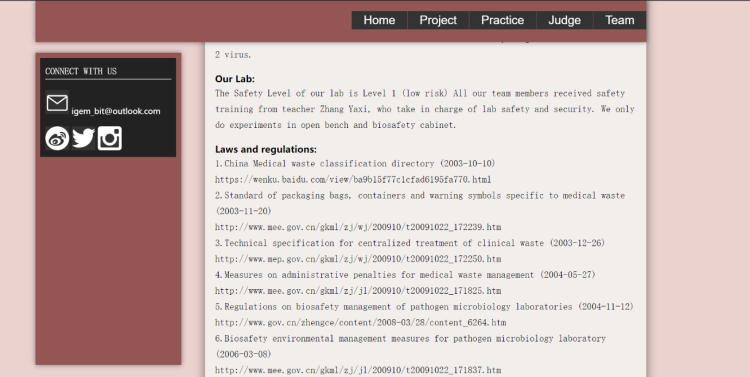 Home Project Practice Judge Team
CONNECT WITH US
igem_bit@outlook.com
2 virus.
Our Lab:
The Safety Level of our lab is Level 1 (low risk) All our team members received safety
training from teacher Zhang Yaxi, who take in charge of lab safety and security. We only
do experiments in open bench and biosafety cabinet.
Laws and regulations:
1.China Medical waste classification directory (2003-10-10)
https://wenku.baidu.com/view/ba9b15f77c1cfad6195fa770.html
2.Standard of packaging bags, containers and warning symbols specific to medical waste
(2003-11-20)
http://www.mee.gov.cn/gkml/zj/wj/200910/t20091022_172239.htm
3.Technical specification for centralized treatment of clinical waste (2003-12-26)
http://www.mep.gov.cn/gkml/zj/wj/200910/t20091022_172250.htm
4.Measures on administrative penalties for medical waste management (2004-05-27)
http://www.mee.gov.cn/gkml/zj/jl/200910/t20091022_171825.htm
5.Regulations on biosafety management of pathogen microbiology laboratories (2004-11-12)
http://www.gov.cn/zhengce/content/2008-03/28/content_6264.htm
6.Biosafety environmental management measures for pathogen microbiology laboratory
(2006-03-08)
http://www.mee.gov.cn/gkml/zj/jl/200910/t20091022_171837.htm